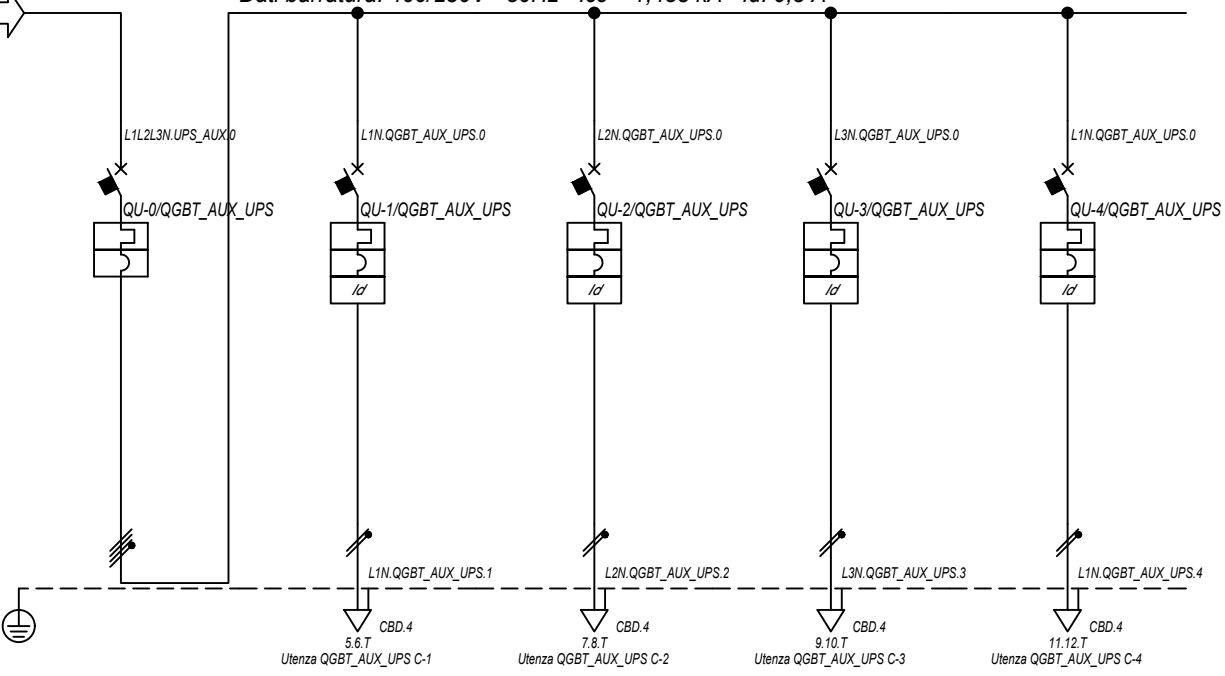 L1L2L3N.UPS_AUX.0
L1N.QGBT_AUX_UPS.0
L2N.QGBT_AUX_UPS.0
L3N.QGBT_AUX_UPS.0
L1N.QGBT_AUX_UPS.0
QU-0/QGBT_AUX_UPS
QU-1/QGBT_AUX_UPS
QU-2/QGBT_AUX_UPS
QU-3/QGBT_AUX_UPS
QU-4/QGBT_AUX_UPS
Id
Id
Id
Id
L1N.QGBT_AUX_UPS.1
L2N.QGBT_AUX_UPS.2
L3N.QGBT_AUX_UPS.3
L1N.QGBT_AUX_UPS.4
CBD.4
CBD.4
CBD.4
CBD.4
5.6.T
7.8.T
9.10.T
11.12.T
Utenza QGBT_AUX_UPS C-1
Utenza QGBT_AUX_UPS C-2
Utenza QGBT_AUX_UPS C-3
Utenza QGBT_AUX_UPS C-4